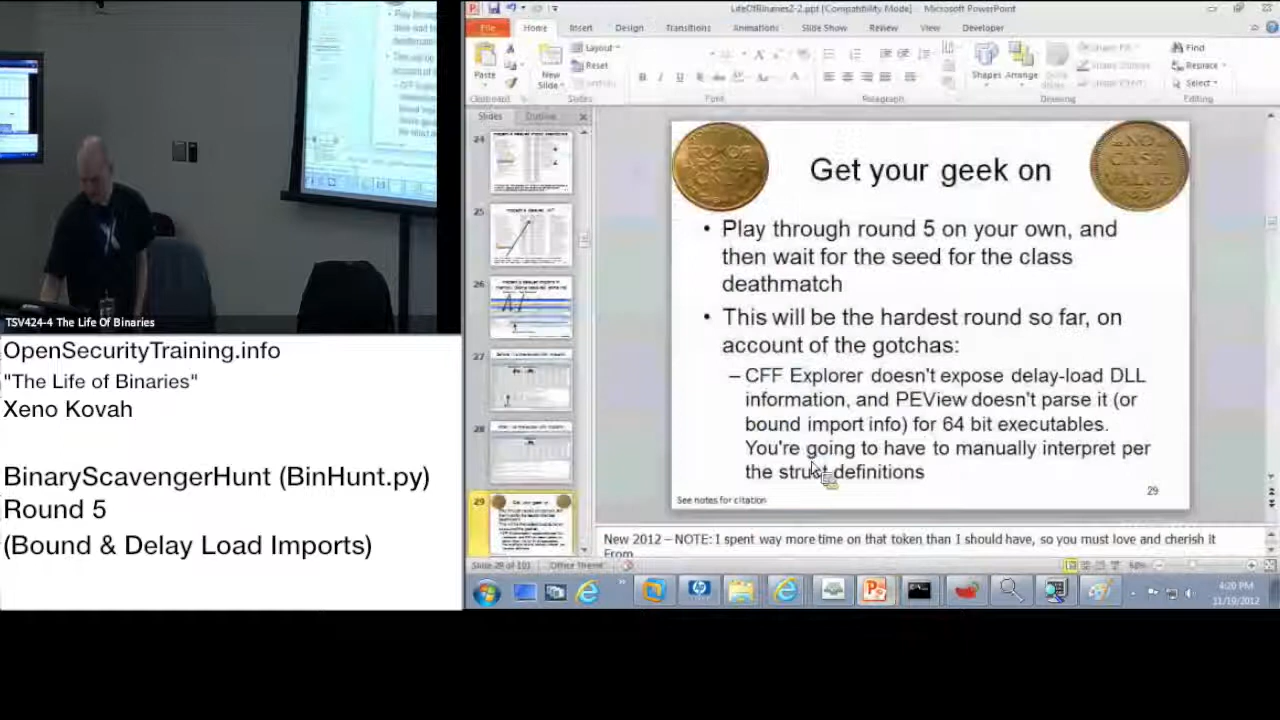 LifeOfBinaries2-2.ppt [Compatibility Mode] - Microsoft PowerPoint
File Home Insert Design Transitions Animations Slide Show Review View Developer
Paste
New
Slide
Layout
Reset
Shapes Arrange
Find
Replace
Select
Clipboard Slides Font Paragraph Drawing Editing
Slides Outline
24
25
26
27
28
29
NO
CASH
VALUE
Get your geek on
• Play through round 5 on your own, and
then wait for the seed for the class
deathmatch
• This will be the hardest round so far, on
account of the gotchas:
– CFF Explorer doesn't expose delay-load DLL
information, and PEView doesn't parse it (or
bound import info) for 64 bit executables.
You're going to have to manually interpret per
the struct definitions
29
See notes for citation
New 2012 – NOTE: I spent way more time on that token than I should have, so you must love and cherish it
From
Slide 29 of 101
Office Theme
68%
4:20 PM
11/19/2012
TSV424-4 The Life Of Binaries
OpenSecurityTraining.info
"The Life of Binaries"
Xeno Kovah
BinaryScavengerHunt (BinHunt.py)
Round 5
(Bound & Delay Load Imports)